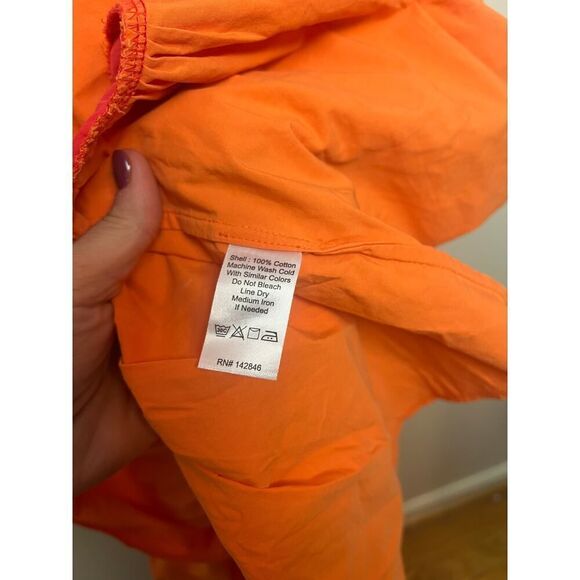 Shell : 100% Cotton
Machine Wash Cold
With Similar Colors
Do Not Bleach
Line Dry
Medium Iron
If Needed
RN# 142846